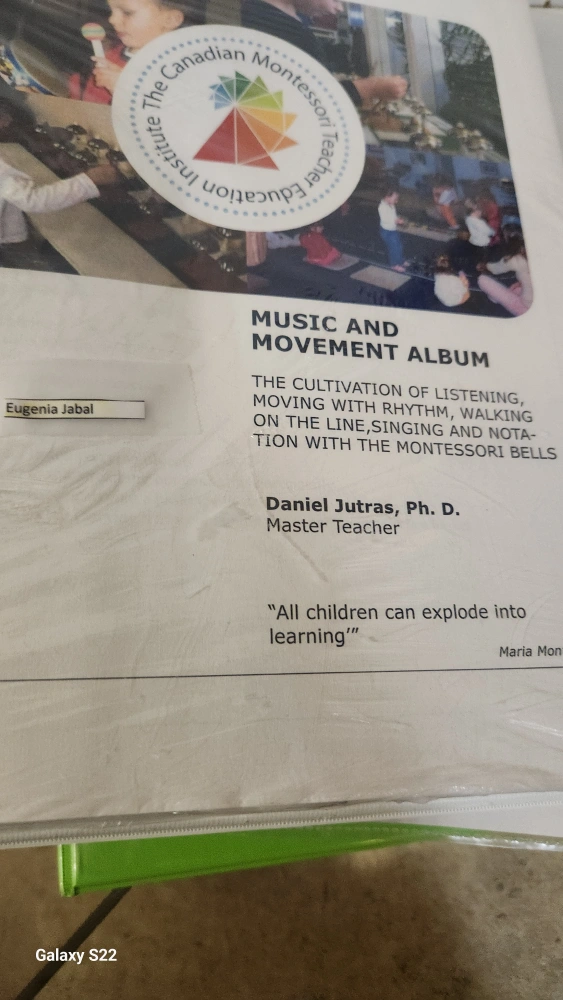 The Canadian Montessori Teacher Education Institute
MUSIC AND
MOVEMENT ALBUM
THE CULTIVATION OF LISTENING,
MOVING WITH RHYTHM, WALKING
ON THE LINE,SINGING AND NOTA-
TION WITH THE MONTESSORI BELLS
Eugenia Jabal
Daniel Jutras, Ph. D.
Master Teacher
“All children can explode into
learning’”
Maria Mon
Galaxy S22